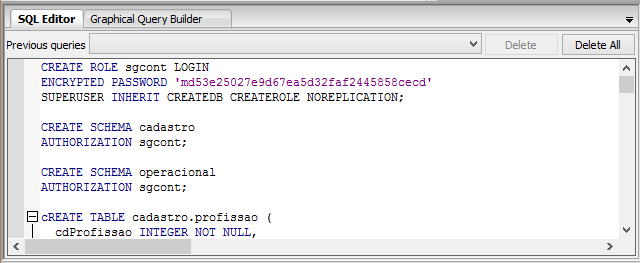 SQL Editor Graphical Query Builder
Previous queries Delete Delete All
CREATE ROLE sgcont LOGIN
ENCRYPTED PASSWORD 'md53e25027e9d67ea5d32faf2445858cecd'
SUPERUSER INHERIT CREATEDB CREATEROLE NOREPLICATION;
CREATE SCHEMA cadastro
AUTHORIZATION sgcont;
CREATE SCHEMA operacional
AUTHORIZATION sgcont;
cREATE TABLE cadastro.profissao (
cdProfissao INTEGER NOT NULL,